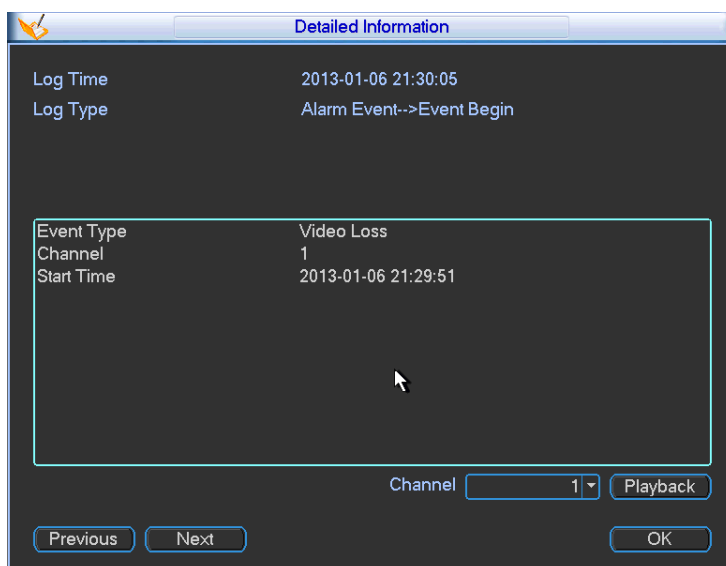 Detailed Information
Log Time 2013-01-06 21:30:05
Log Type Alarm Event-->Event Begin
Event Type Video Loss
Channel 1
Start Time 2013-01-06 21:29:51
Channel 1 Playback
Previous Next OK